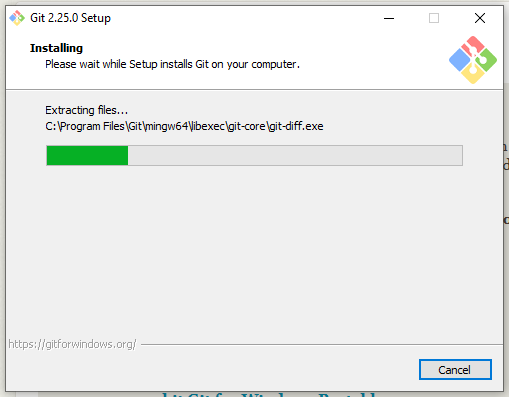 Git 2.25.0 Setup
Installing
Please wait while Setup installs Git on your computer.
Extracting files...
C:\Program Files\Git\mingw64\libexec\git-core\git-diff.exe
https://gitforwindows.org/
Cancel